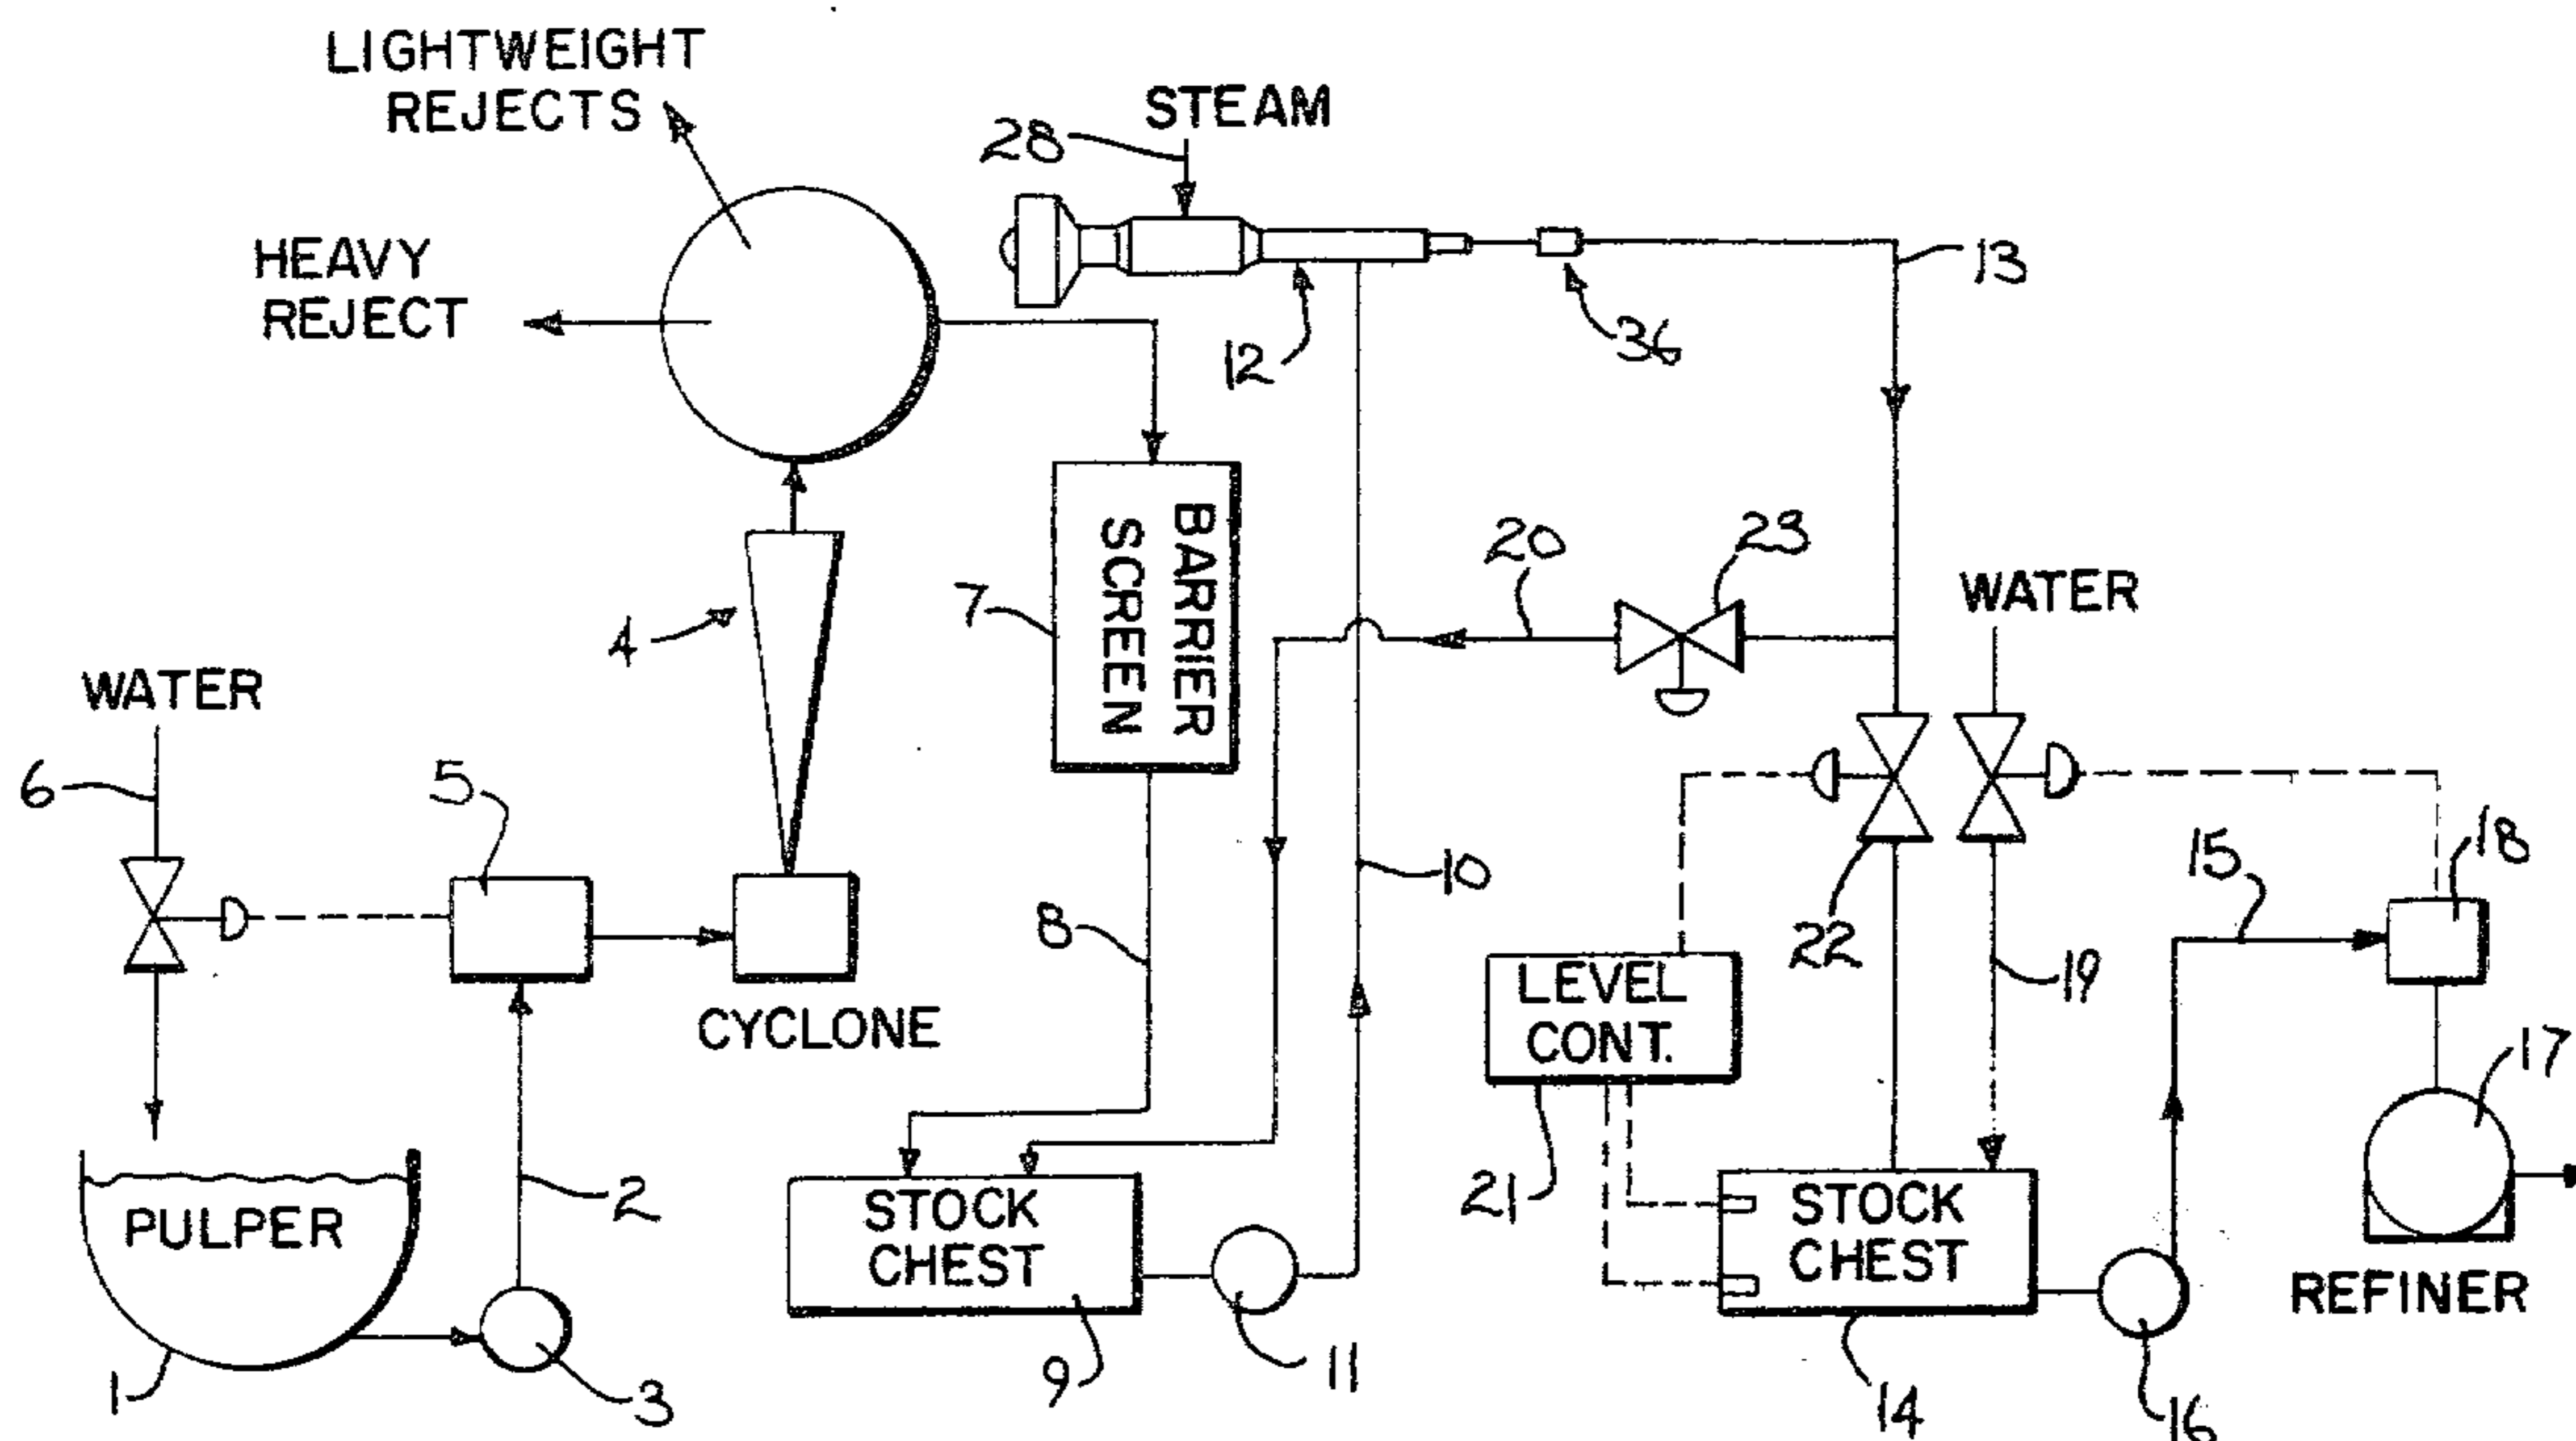 LIGHTWEIGHT
REJECTS
STEAM
28
HEAVY
REJECT
13
12
36
20
23
WATER
4
7
BARRIER
SCREEN
WATER
6
5
18
15
10
8
22
19
LEVEL
CONT.
CYCLONE
17
PULPER
2
STOCK
CHEST
21
STOCK
CHEST
REFINER
1
3
9
11
14
16